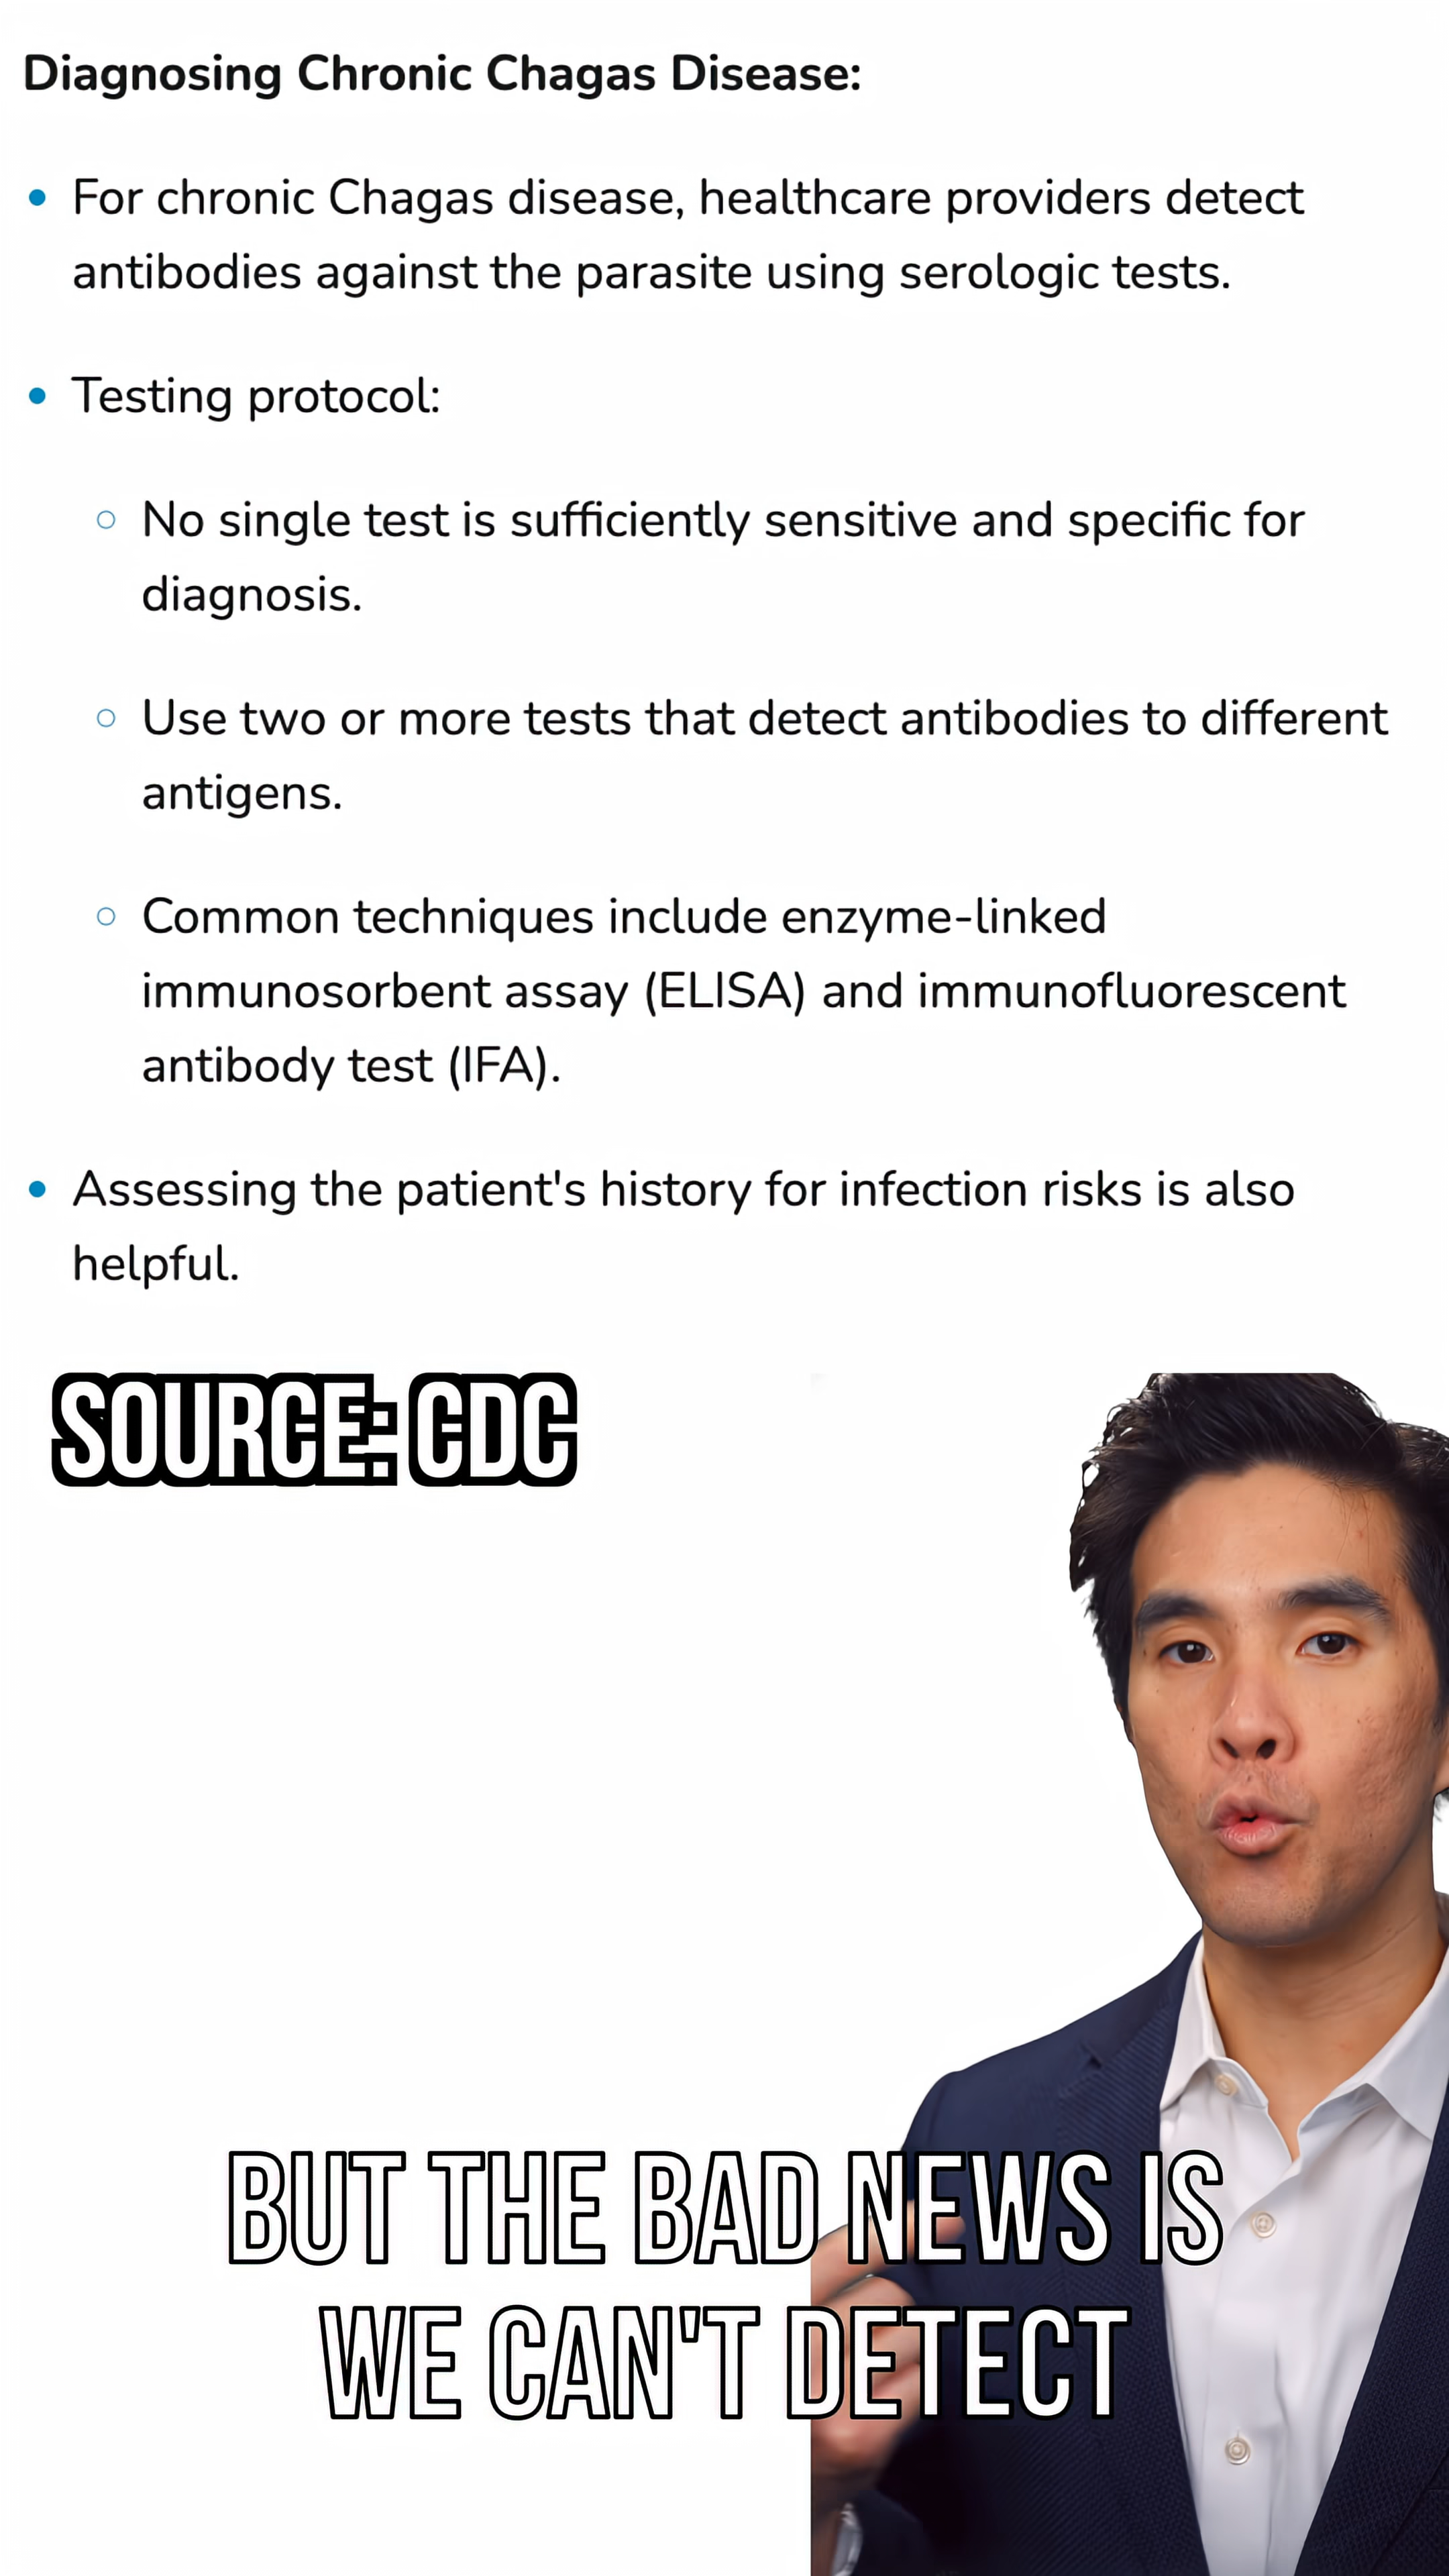 Diagnosing Chronic Chagas Disease:
• For chronic Chagas disease, healthcare providers detect
antibodies against the parasite using serologic tests.
• Testing protocol:
○ No single test is sufficiently sensitive and specific for
diagnosis.
○ Use two or more tests that detect antibodies to different
antigens.
○ Common techniques include enzyme-linked
immunosorbent assay (ELISA) and immunofluorescent
antibody test (IFA).
• Assessing the patient's history for infection risks is also
helpful.
SOURCE: CDC
BUT THE BAD NEWS IS
WE CAN'T DETECT